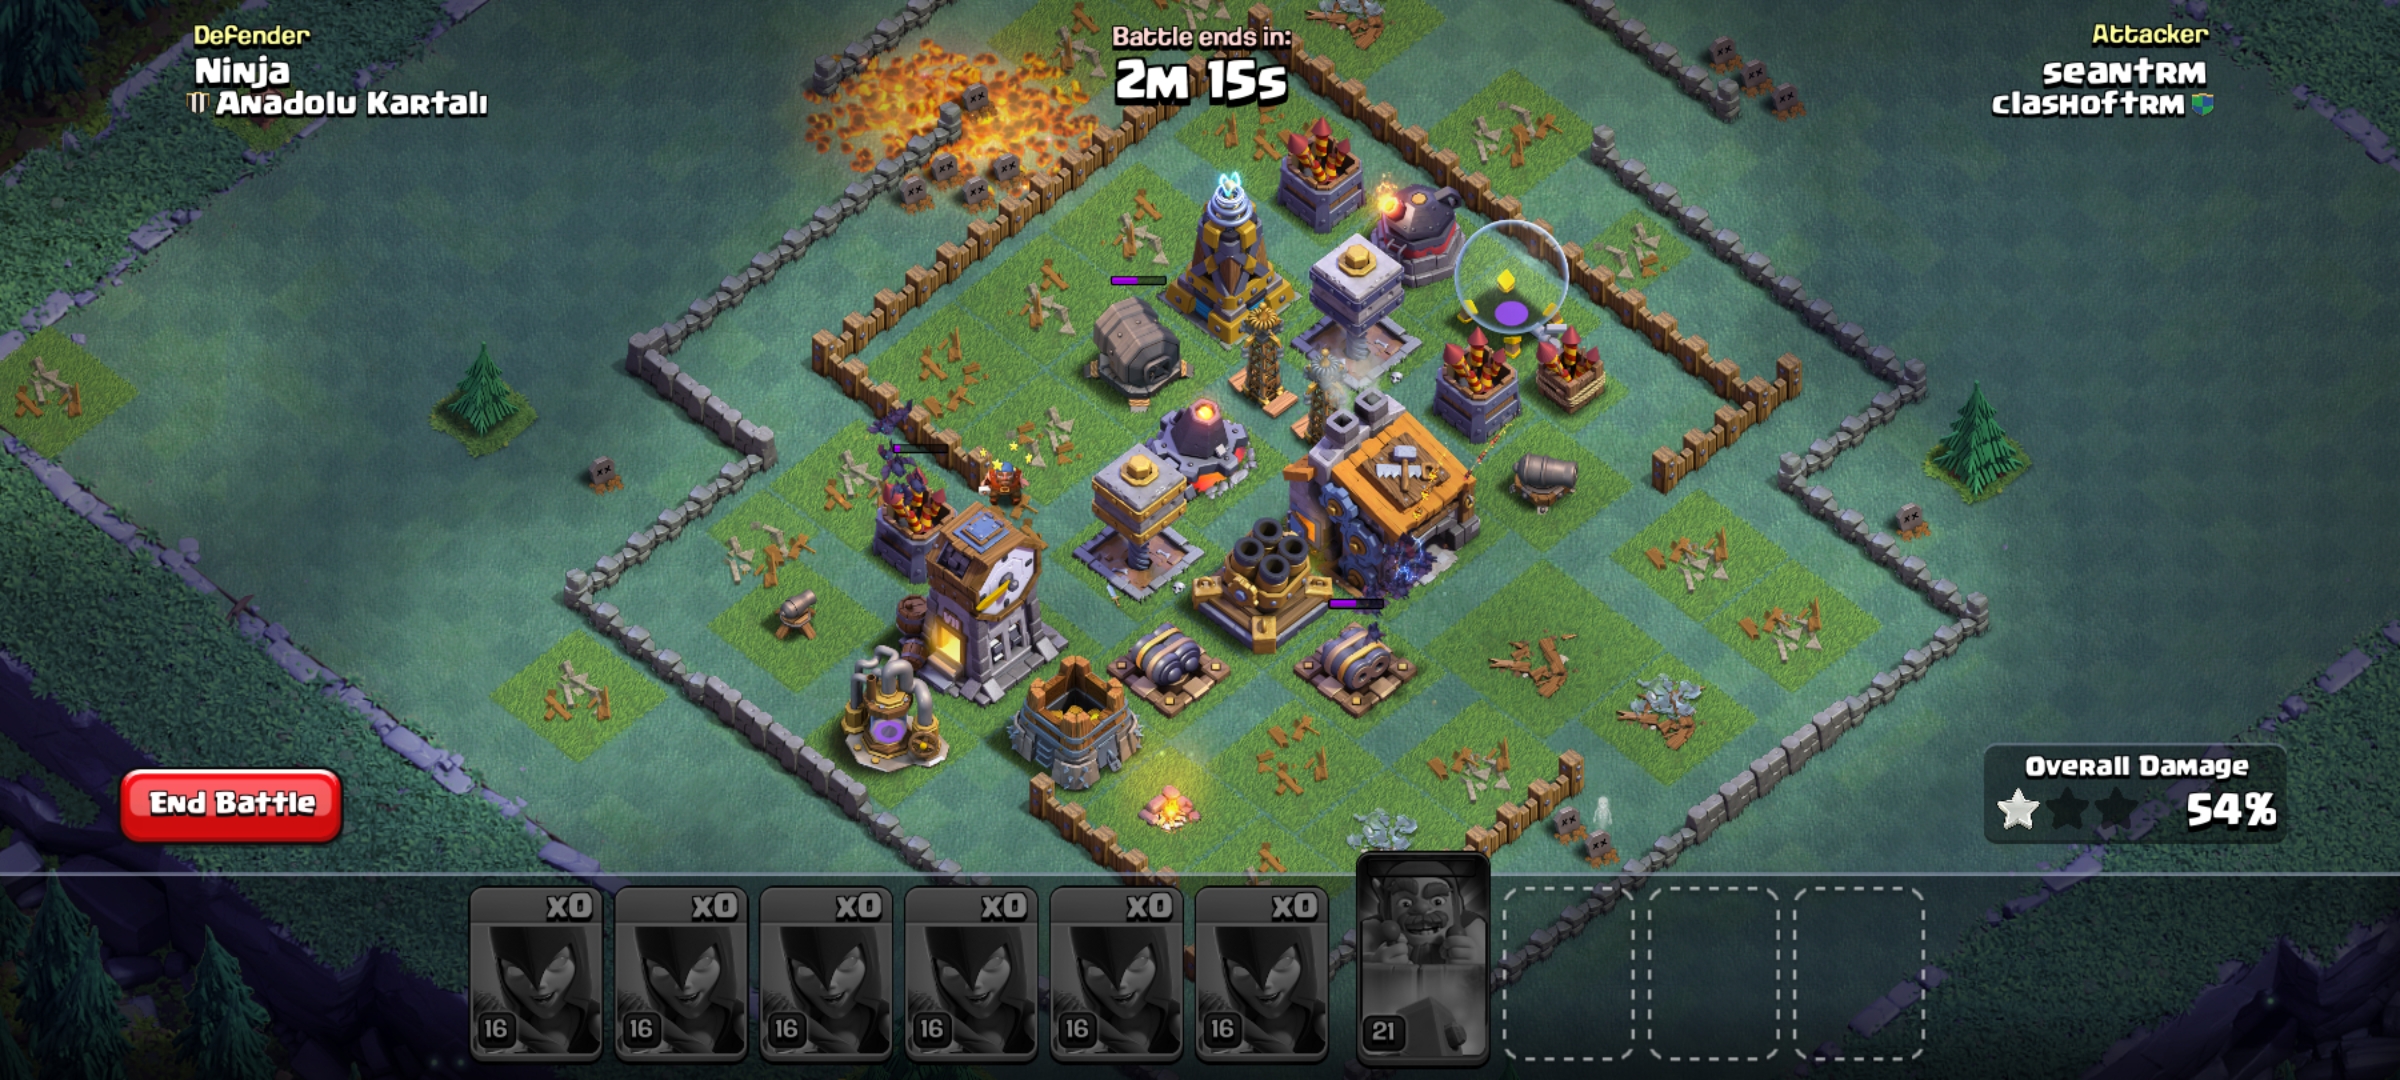 Defender
Ninja
Anadolu Kartalı
Battle ends in:
2M 15s
Attacker
seantRM
clashoftRM
VII
End Battle
Overall Damage
54%
x0
x0
x0
x0
x0
x0
16
16
16
16
16
16
21